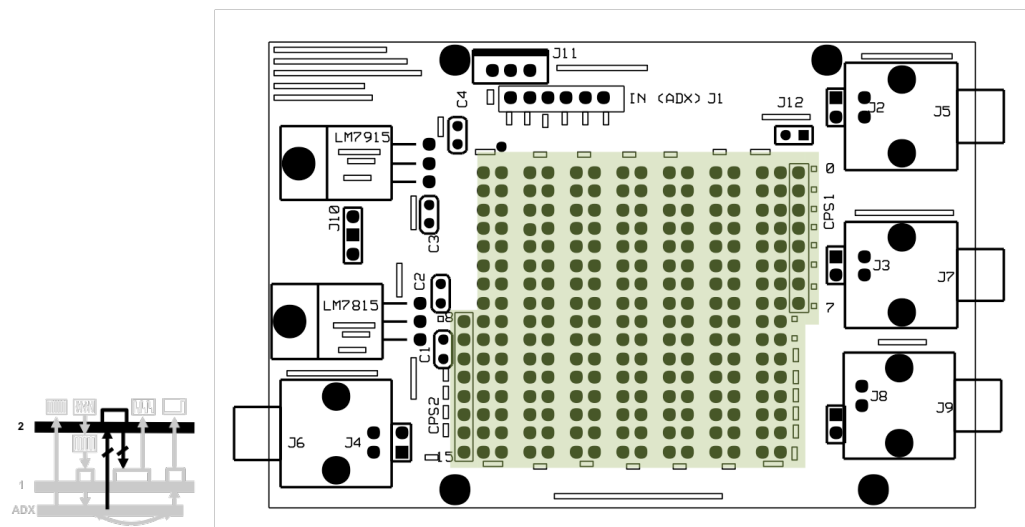 J11
C4
IN (ADX) J1
J12
J2
J5
LM7915
0
CPS1
J10
C3
J3
J7
C2
7
LM7815
8
C1
J8
J9
CPS2
J6
J4
15
2
1
ADX